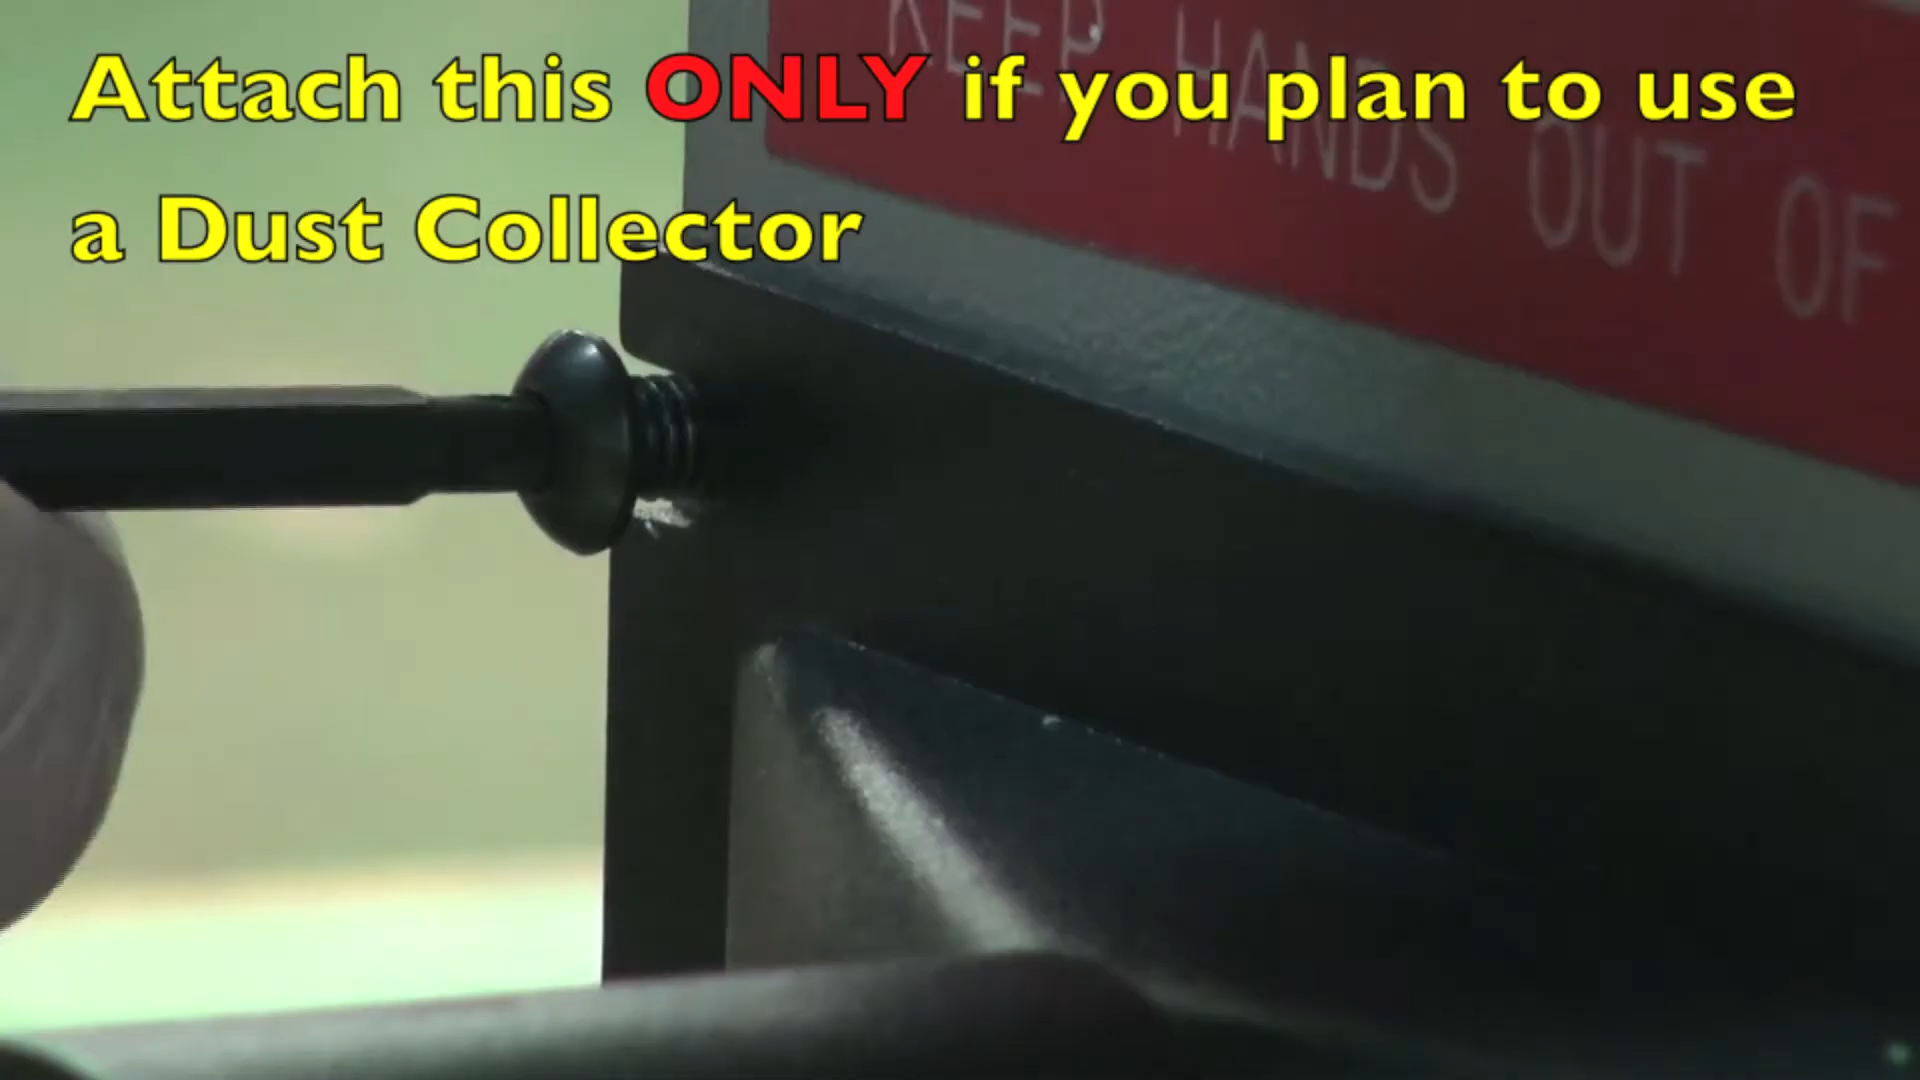 Attach this ONLY if you plan to use
a Dust Collector
KEEP HANDS OUT OF